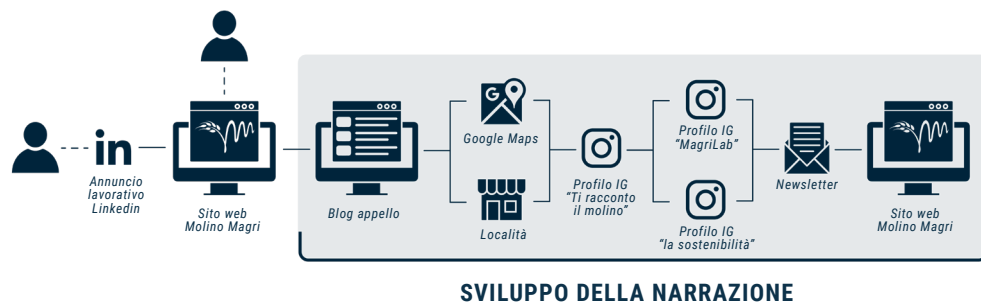 in
Annuncio
lavorativo
Linkedin
Sito web
Molino Magri
Blog appello
G
Google Maps
Località
Profilo IG
“Ti racconto
il molino”
Profilo IG
“MagriLab”
Profilo IG
“la sostenibilità”
Newsletter
Sito web
Molino Magri
SVILUPPO DELLA NARRAZIONE